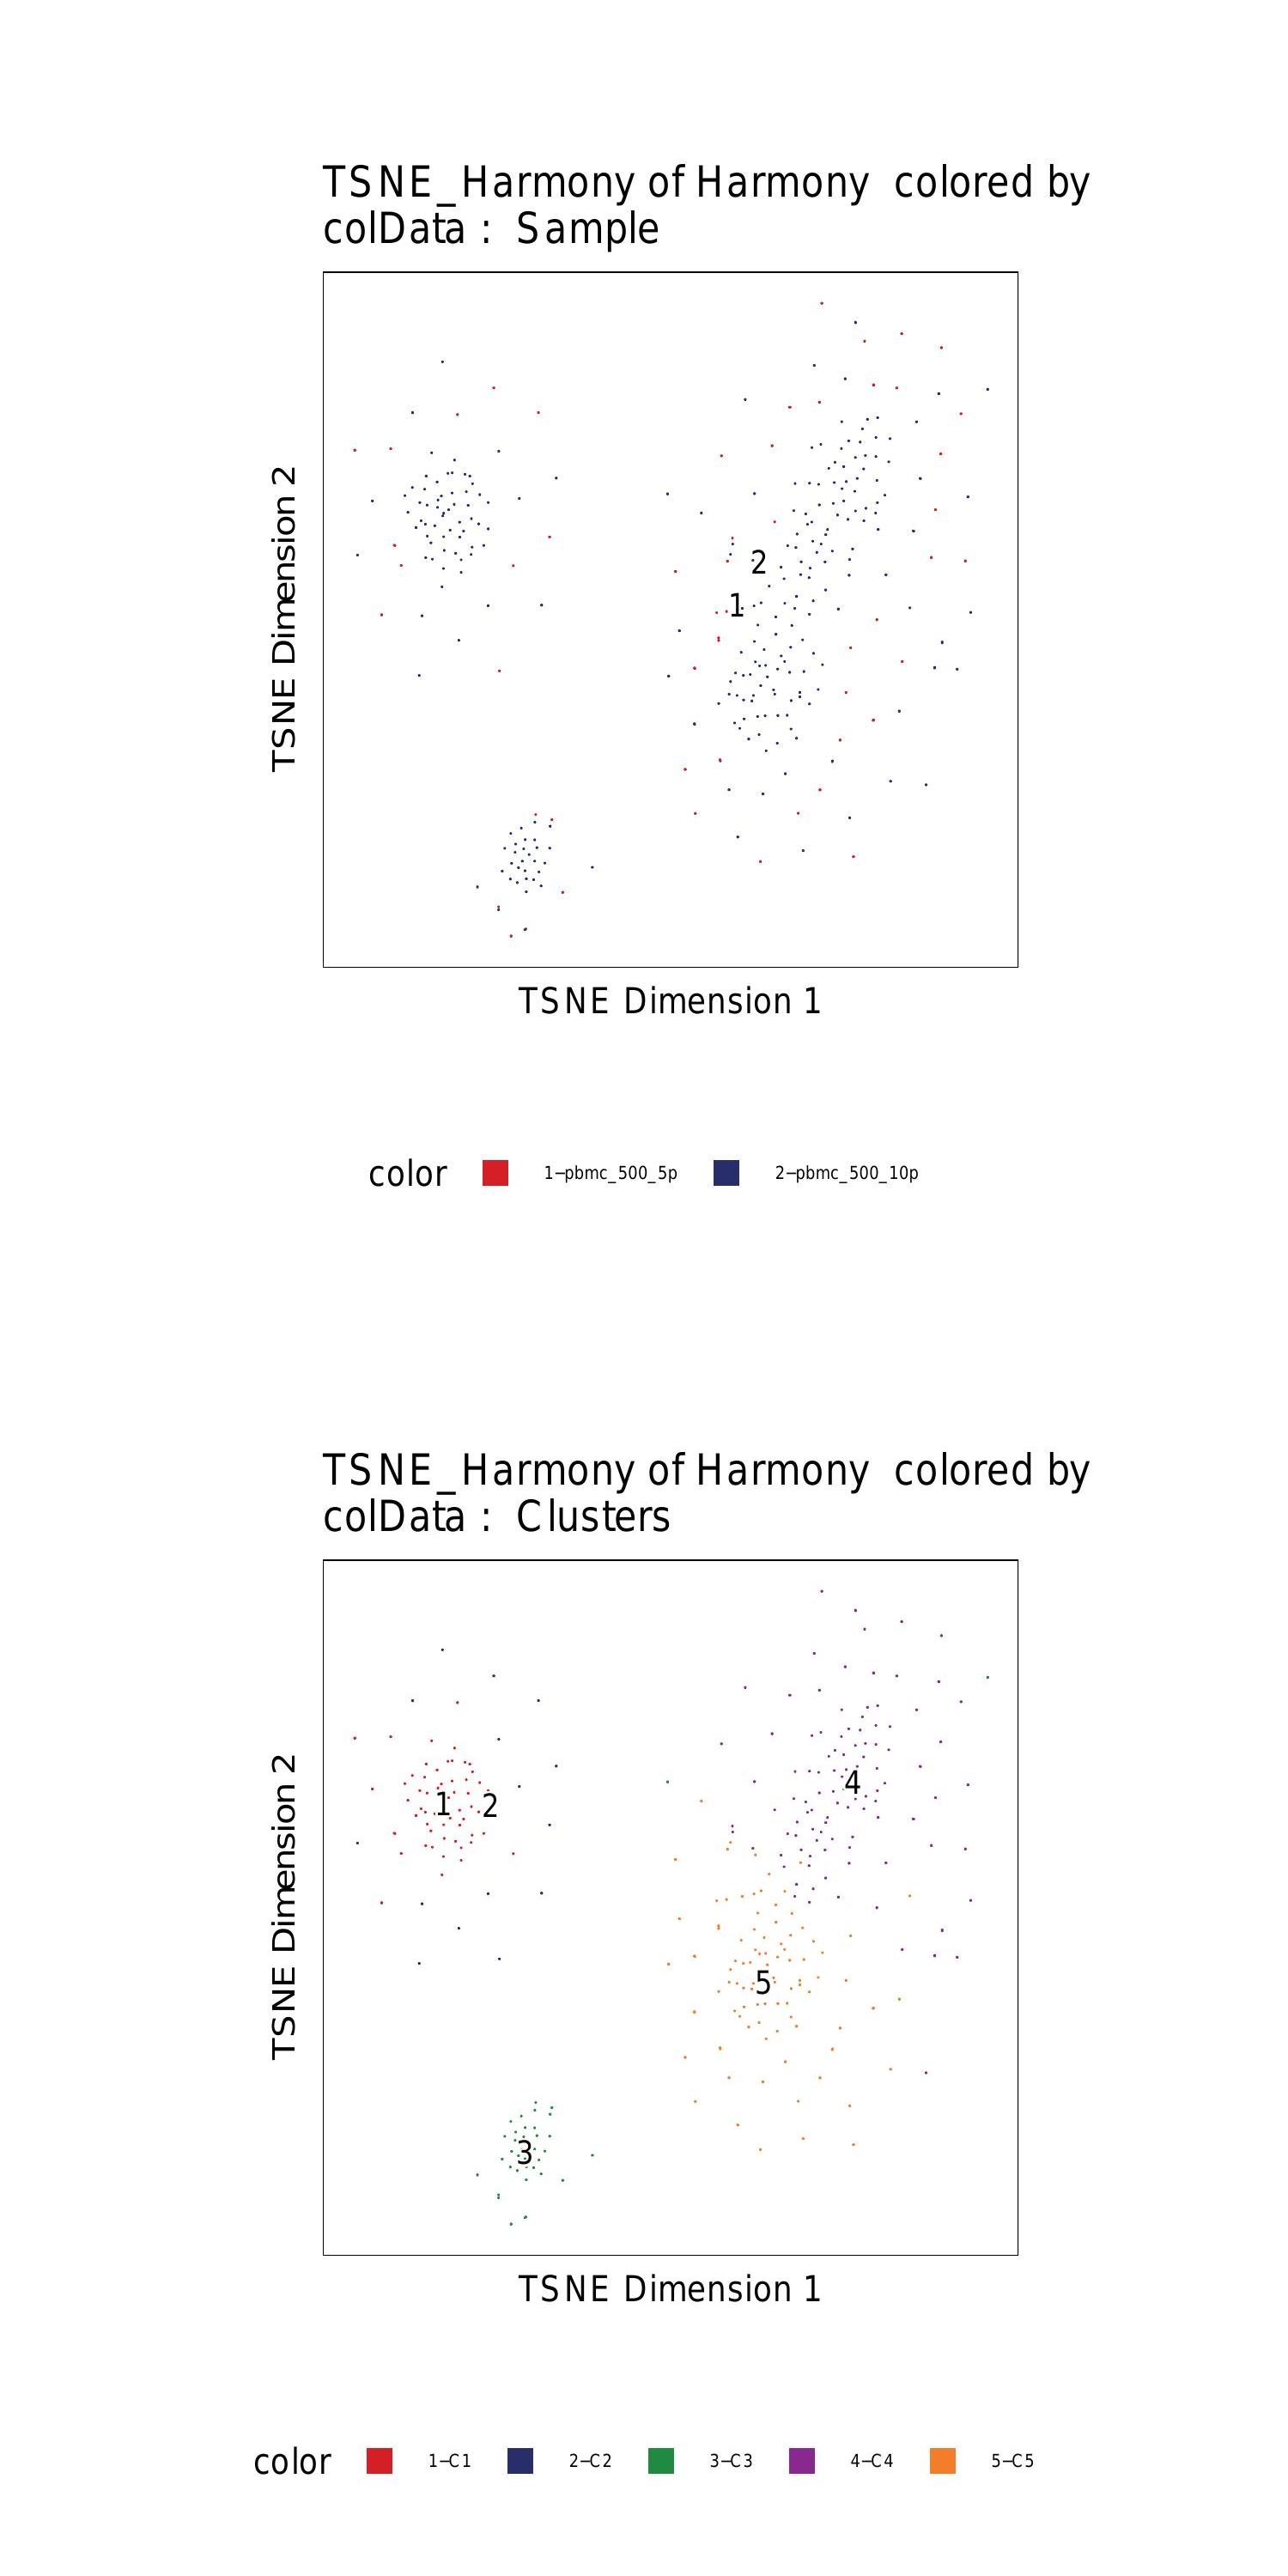 TSNE_Harmony of Harmony  colored by
colData :  Sample
TSNE Dimension 2
2
1
TSNE Dimension 1
color
1−pbmc_500_5p
2−pbmc_500_10p
TSNE_Harmony of Harmony  colored by
colData :  Clusters
TSNE Dimension 2
4
1
2
5
3
TSNE Dimension 1
color
1−C1
2−C2
3−C3
4−C4
5−C5